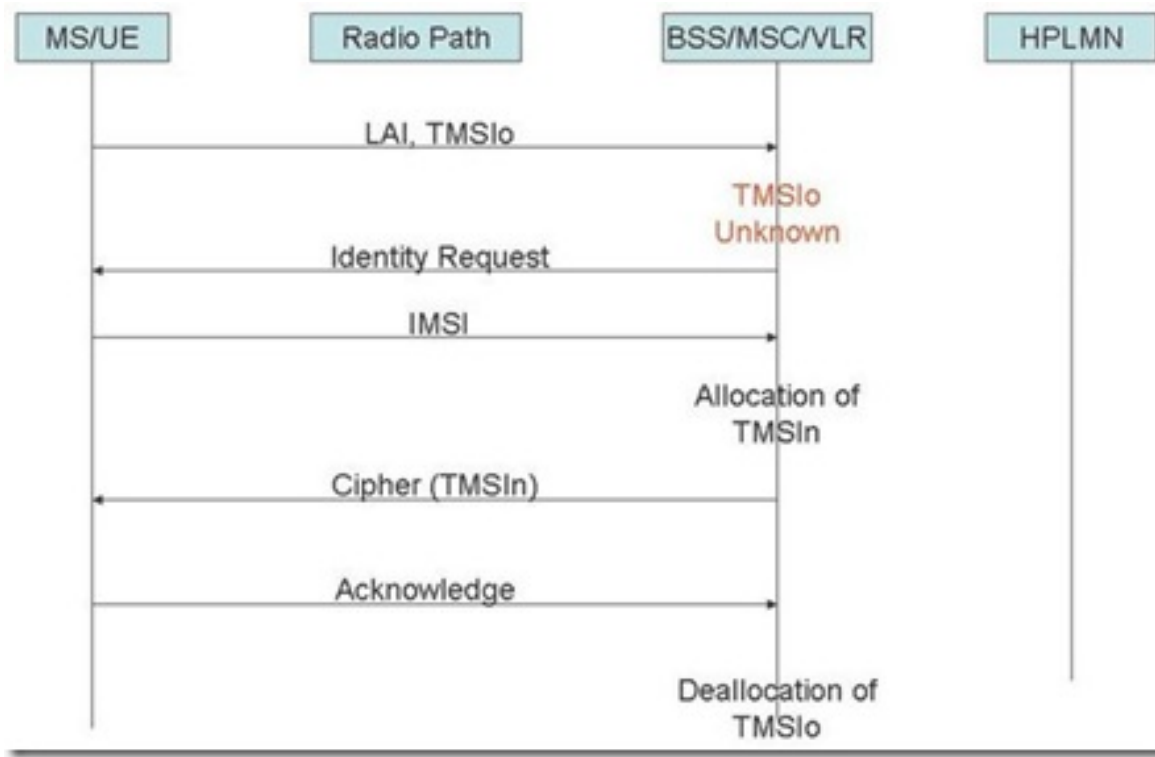 MS/UE
Radio Path
BSS/MSC/VLR
HPLMN
LAI, TMSIo
TMSIo
Unknown
Identity Request
IMSI
Allocation of
TMSIn
Cipher (TMSIn)
Acknowledge
Deallocation of
TMSIo